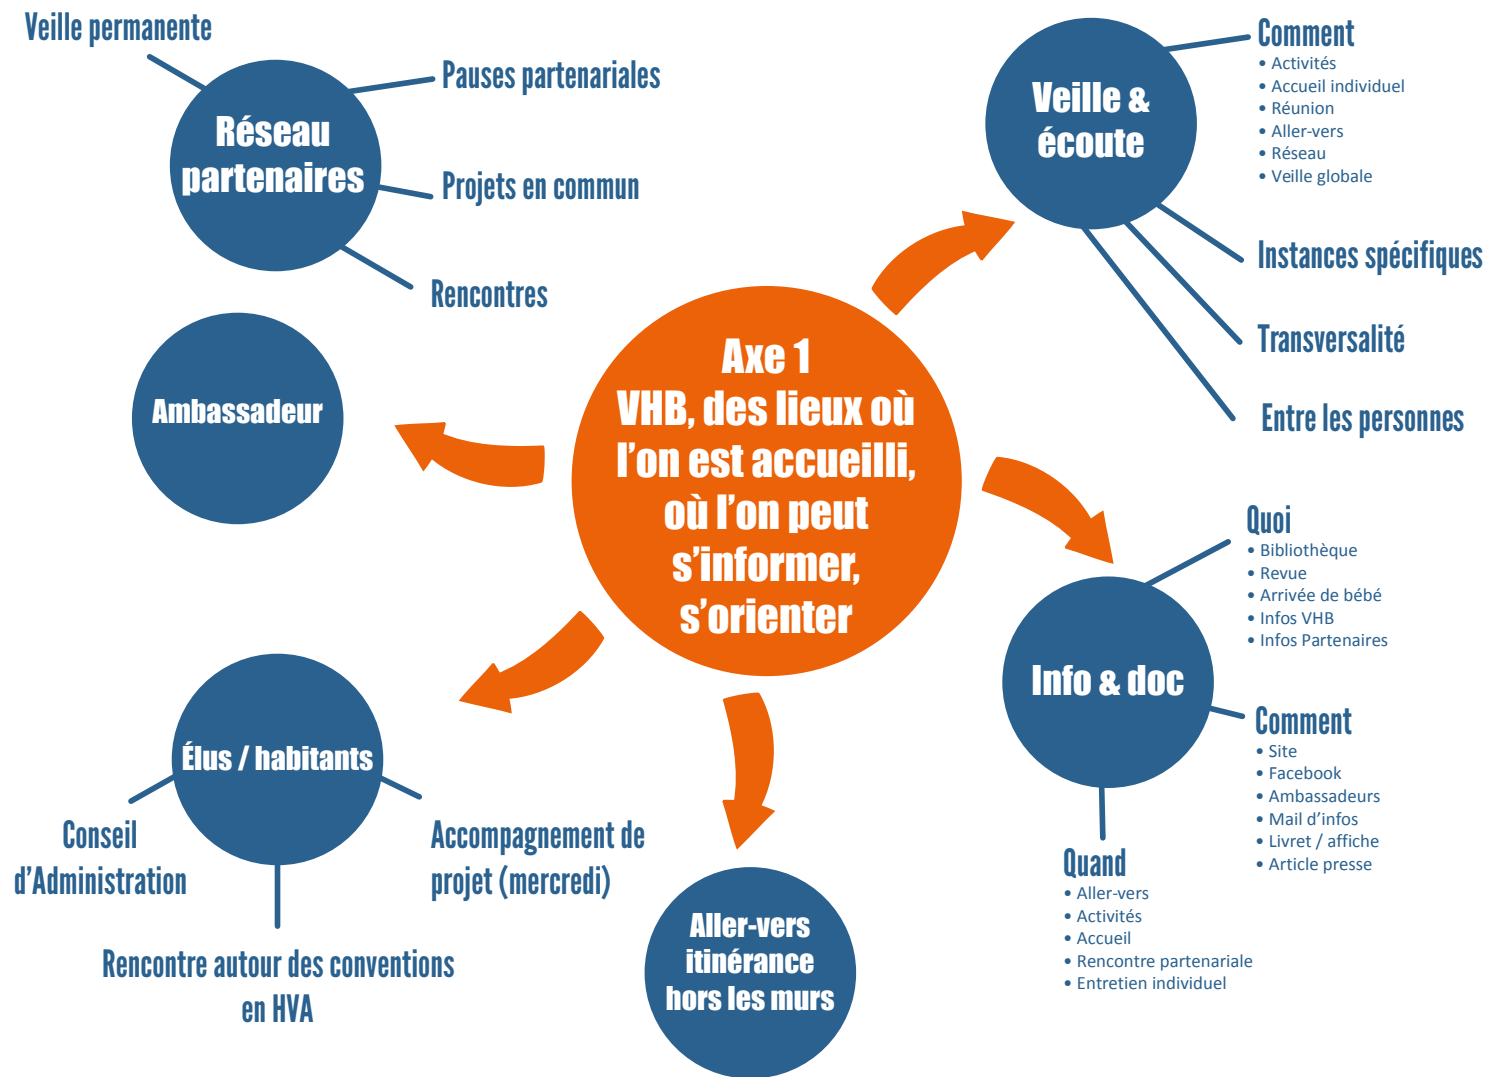 Veille permanente
Réseau
partenaires
Pauses partenariales
Projets en commun
Rencontres
Veille &
écoute
Comment
• Activités
• Accueil individuel
• Réunion
• Aller-vers
• Réseau
• Veille globale
Instances spécifiques
Transversalité
Entre les personnes
Ambassadeur
Axe 1
VHB, des lieux où
l'on est accueilli,
où l'on peut
s'informer,
s'orienter
Info & doc
Quoi
• Bibliothèque
• Revue
• Arrivée de bébé
• Infos VHB
• Infos Partenaires
Comment
• Site
• Facebook
• Ambassadeurs
• Mail d'infos
• Livret / affiche
• Article presse
Quand
• Aller-vers
• Activités
• Accueil
• Rencontre partenariale
• Entretien individuel
Élus / habitants
Conseil
d'Administration
Accompagnement de
projet (mercredi)
Rencontre autour des conventions
en HVA
Aller-vers
itinérance
hors les murs